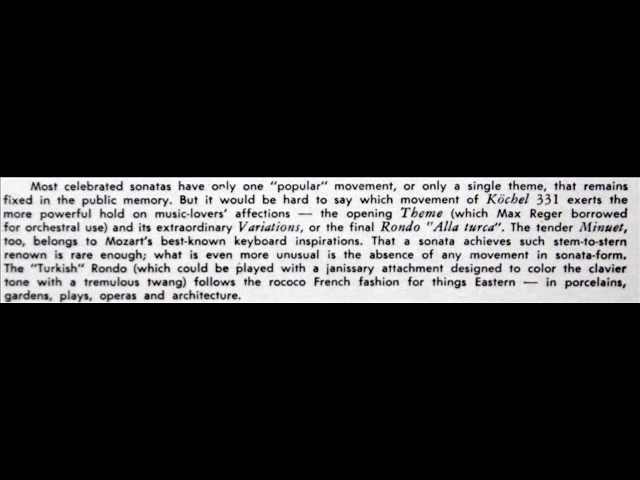 Most celebrated sonatas have only one "popular" movement, or only a single theme, that remains
fixed in the public memory. But it would be hard to say which movement of Köchel 331 exerts the
more powerful hold on music-lovers' affections — the opening Theme (which Max Reger borrowed
for orchestral use) and its extraordinary Variations, or the final Rondo "Alla turca". The tender Minuet,
too, belongs to Mozart's best-known keyboard inspirations. That a sonata achieves such stem-to-stern
renown is rare enough; what is even more unusual is the absence of any movement in sonata-form.
The "Turkish" Rondo (which could be played with a janissary attachment designed to color the clavier
tone with a tremulous twang) follows the rococo French fashion for things Eastern — in porcelains,
gardens, plays, operas and architecture.